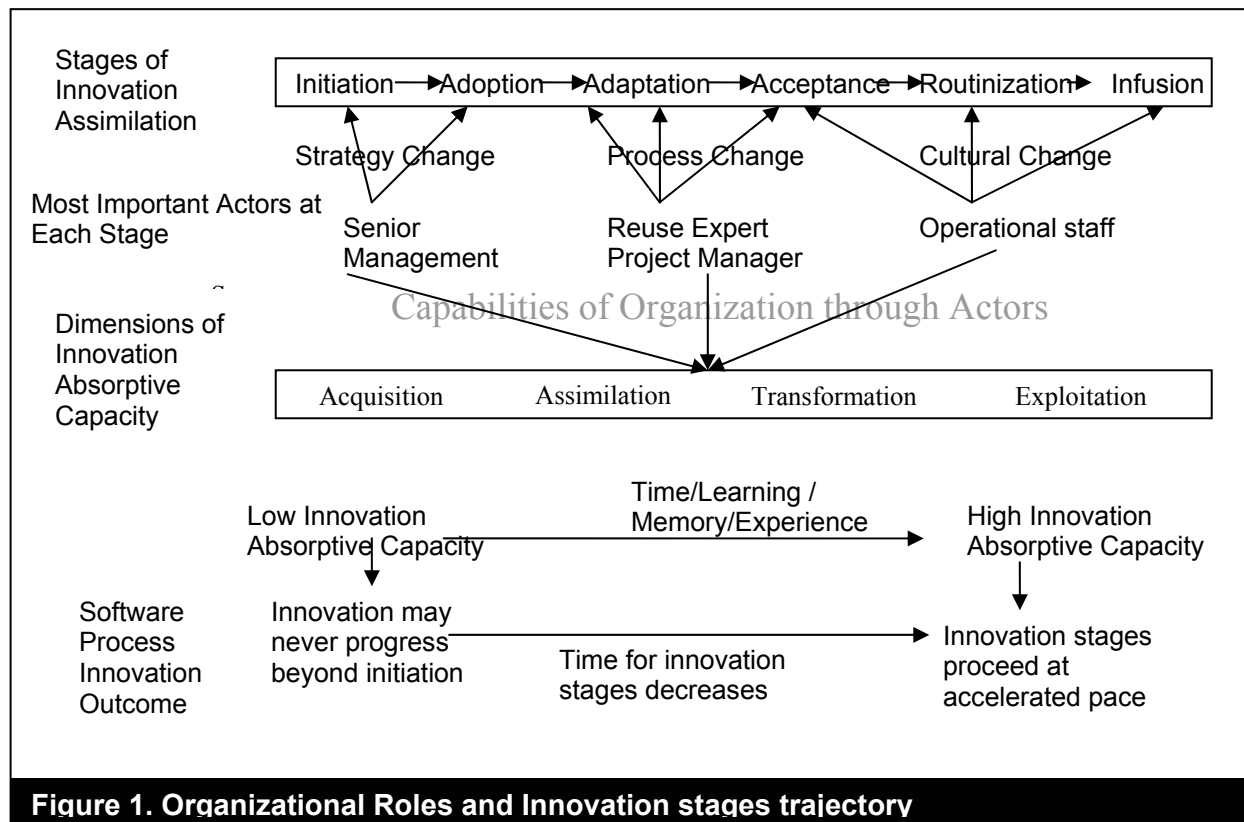 Stages of
Innovation
Assimilation
Initiation Adoption Adaptation Acceptance Routinization Infusion
Strategy Change Process Change Cultural Change
Most Important Actors at
Each Stage
Senior
Management
Reuse Expert
Project Manager
Operational staff
Capabilities of Organization through Actors
Dimensions of
Innovation
Absorptive
Capacity
Acquisition Assimilation Transformation Exploitation
Low Innovation
Absorptive Capacity
Time/Learning /
Memory/Experience
High Innovation
Absorptive Capacity
Software
Process
Innovation
Outcome
Innovation may
never progress
beyond initiation
Time for innovation
stages decreases
Innovation stages
proceed at
accelerated pace
Figure 1. Organizational Roles and Innovation stages trajectory